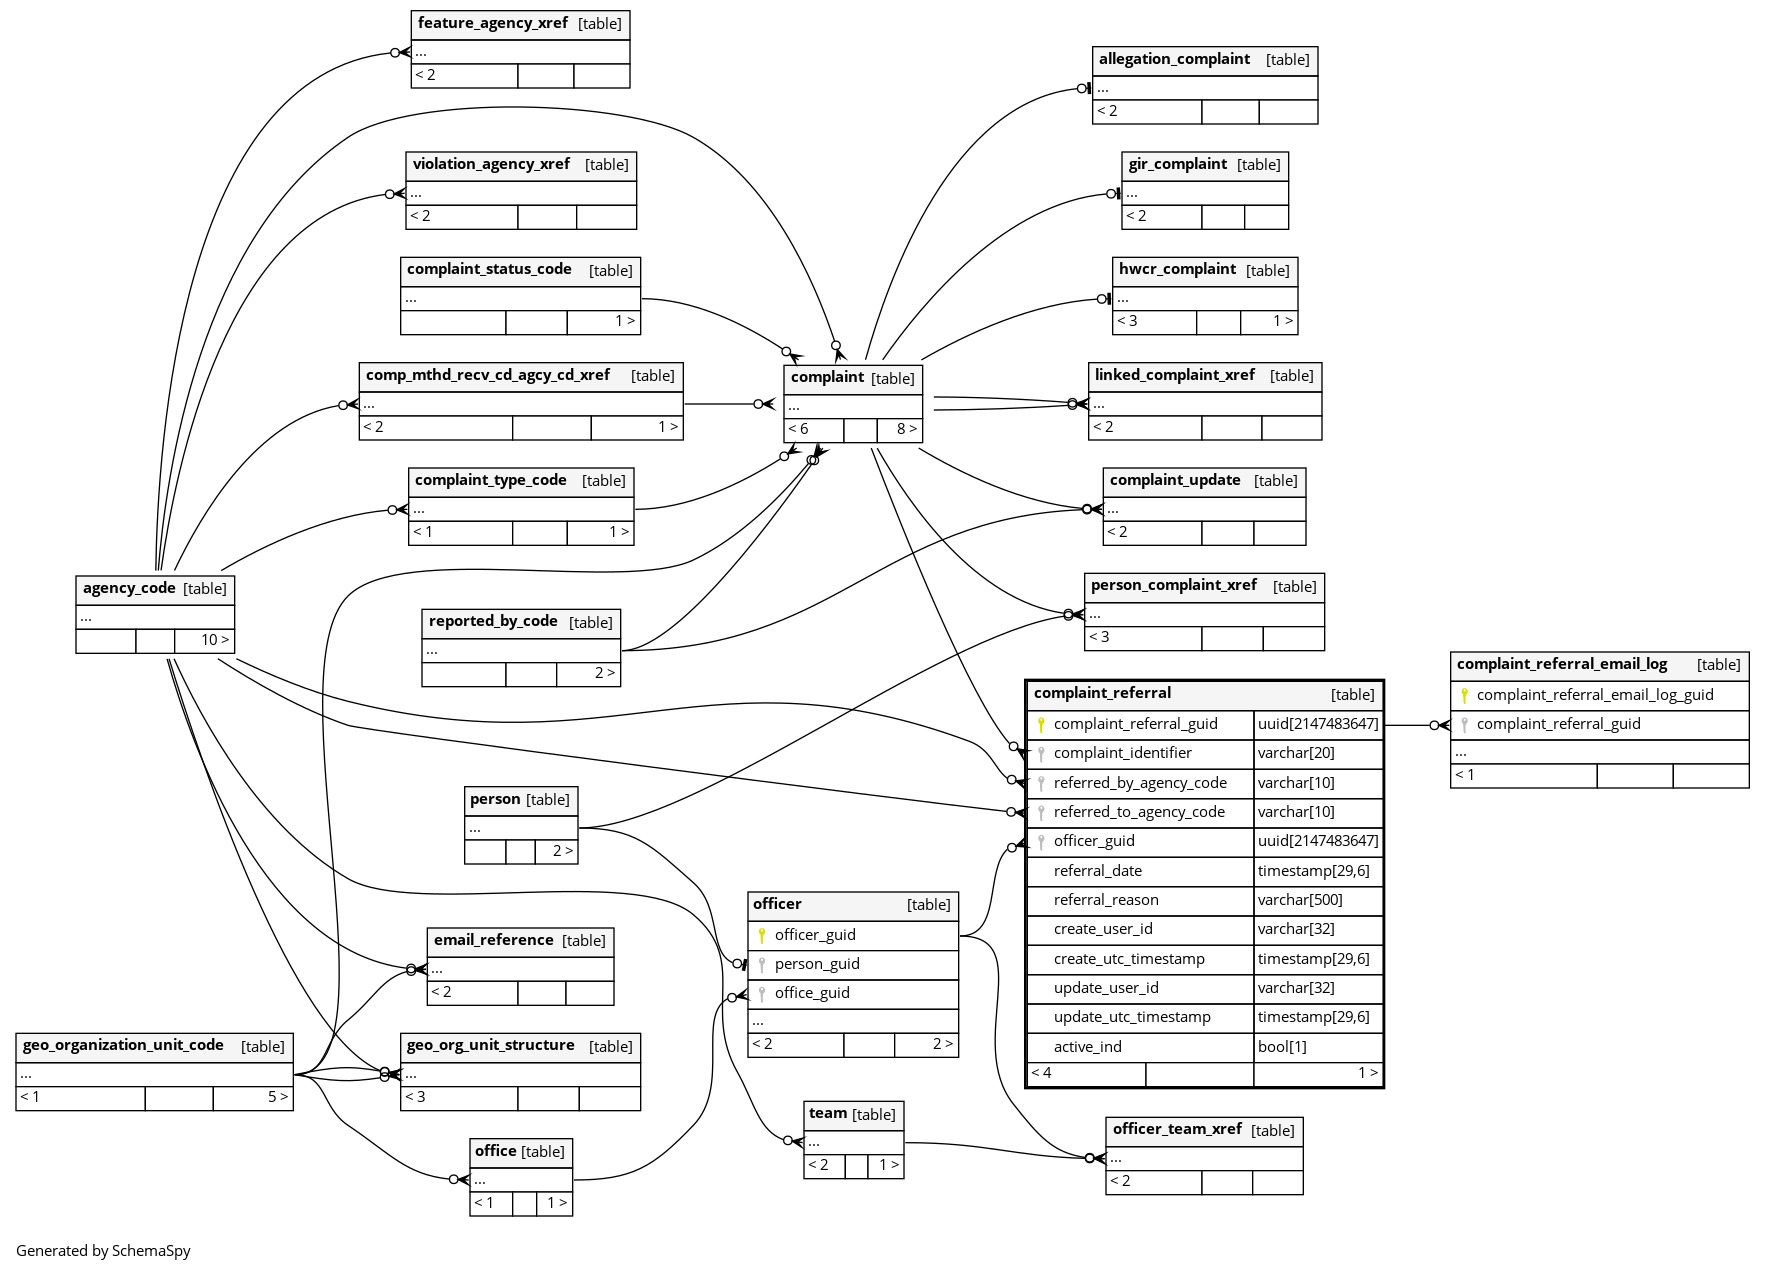 feature_agency_xref [table]
...
< 2
allegation_complaint [table]
...
< 2
violation_agency_xref [table]
...
< 2
gir_complaint [table]
...
< 2
complaint_status_code [table]
...
1 >
hwcr_complaint [table]
...
< 3 1 >
comp_mthd_recv_cd_agcy_cd_xref [table]
...
< 2 1 >
complaint [table]
...
< 6 8 >
linked_complaint_xref [table]
...
< 2
complaint_type_code [table]
...
< 1 1 >
complaint_update [table]
...
< 2
agency_code [table]
...
10 >
reported_by_code [table]
...
2 >
person_complaint_xref [table]
...
< 3
complaint_referral [table]
complaint_referral_guid uuid[2147483647]
complaint_identifier varchar[20]
referred_by_agency_code varchar[10]
referred_to_agency_code varchar[10]
officer_guid uuid[2147483647]
referral_date timestamp[29,6]
referral_reason varchar[500]
create_user_id varchar[32]
create_utc_timestamp timestamp[29,6]
update_user_id varchar[32]
update_utc_timestamp timestamp[29,6]
active_ind bool[1]
< 4 1 >
complaint_referral_email_log [table]
complaint_referral_email_log_guid
complaint_referral_guid
...
< 1
person [table]
...
2 >
officer [table]
officer_guid
person_guid
office_guid
...
< 2 2 >
email_reference [table]
...
< 2
geo_organization_unit_code [table]
...
< 1 5 >
geo_org_unit_structure [table]
...
< 3
team [table]
...
< 2 1 >
officer_team_xref [table]
...
< 2
office [table]
...
< 1 1 >
Generated by SchemaSpy